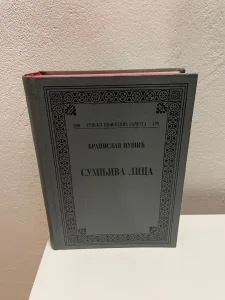 СРПСКА КЊИЖЕВНА ЗАДРУГА
БРАНИСЛАВ НУШИЋ
СУМЊИВА ЛИЦА